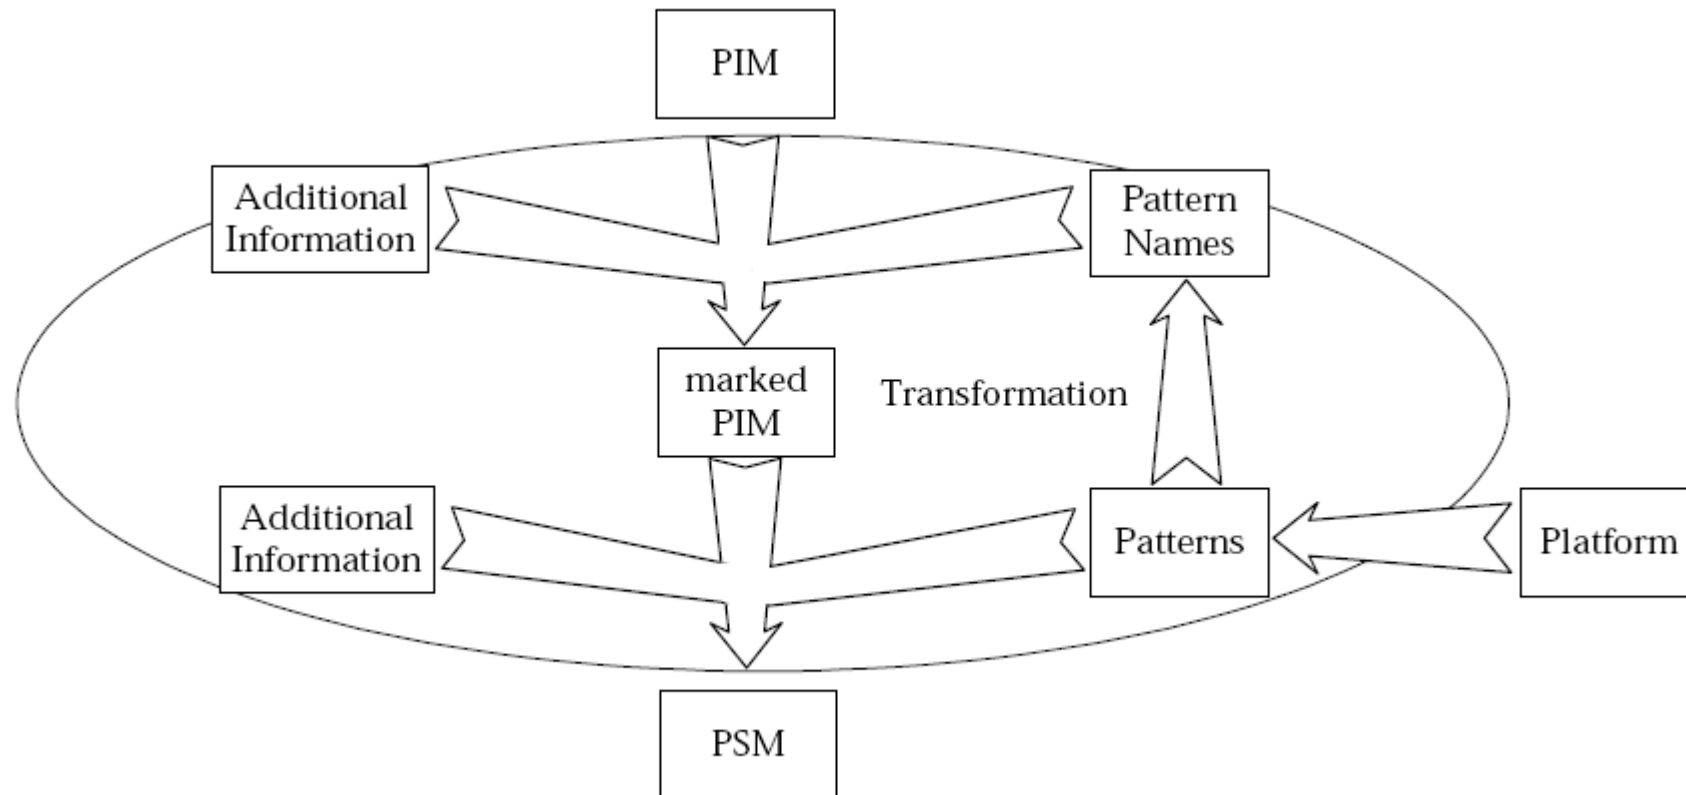 PIM
Additional
Information
Pattern
Names
marked
PIM
Transformation
Additional
Information
Patterns
Platform
PSM